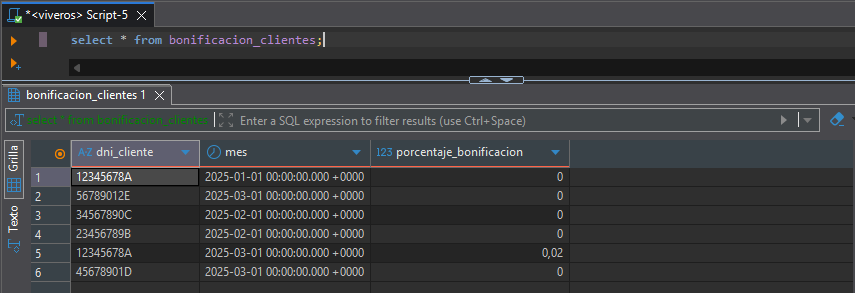 *<viveros> Script-5
select * from bonificacion_clientes;
bonificacion_clientes 1
select * from bonificacion_clientes Enter a SQL expression to filter results (use Ctrl+Space)
Grilla
Texto
A-Z dni_cliente mes 123 porcentaje_bonificacion
1 12345678A 2025-01-01 00:00:00.000 +0000 0
2 56789012E 2025-03-01 00:00:00.000 +0000 0
3 34567890C 2025-03-01 00:00:00.000 +0000 0
4 23456789B 2025-03-01 00:00:00.000 +0000 0
5 12345678A 2025-03-01 00:00:00.000 +0000 0,02
6 45678901D 2025-03-01 00:00:00.000 +0000 0